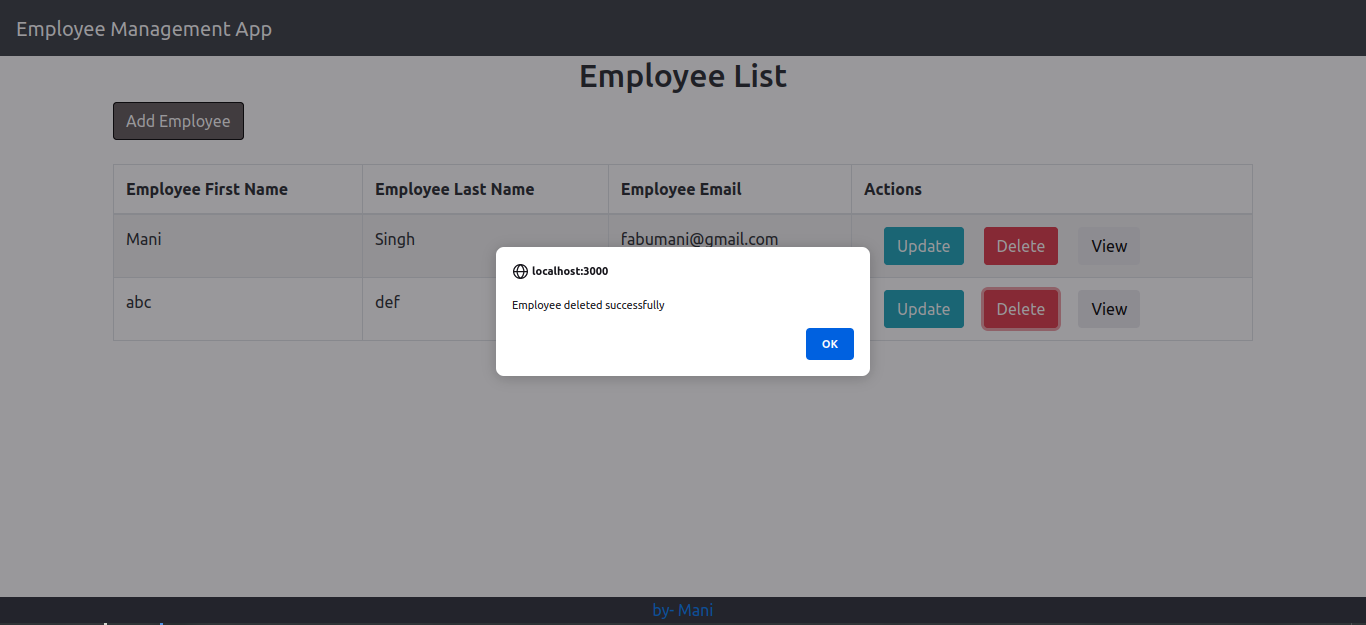 Employee Management App
Employee List
Add Employee
Employee First Name Employee Last Name Employee Email Actions
Mani Singh fabumani@gmail.com Update Delete View
abc def Update Delete View
localhost:3000
Employee deleted successfully
OK
by- Mani